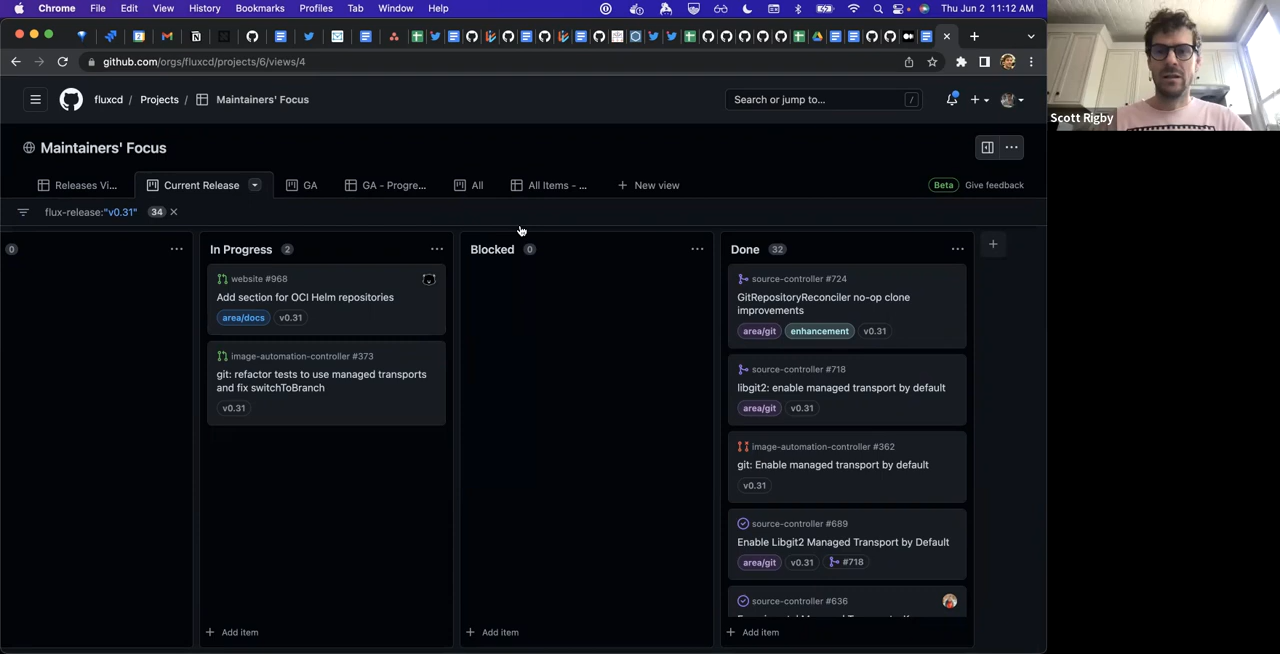 Chrome File Edit View History Bookmarks Profiles Tab Window Help Thu Jun 2 11:12 AM
github.com/orgs/fluxcd/projects/6/views/4
fluxcd / Projects / Maintainers' Focus
Search or jump to... /
Scott Rigby
Maintainers' Focus
Releases Vi... Current Release GA GA - Progre... All All Items - ... New view Beta Give feedback
flux-release:"v0.31" 34
0
In Progress 2
website #968
Add section for OCI Helm repositories
area/docs v0.31
image-automation-controller #373
git: refactor tests to use managed transports
and fix switchToBranch
v0.31
Add item
Blocked 0
Add item
Done 32
source-controller #724
GitRepositoryReconciler no-op clone
improvements
area/git enhancement v0.31
source-controller #718
libgit2: enable managed transport by default
area/git v0.31
image-automation-controller #362
git: Enable managed transport by default
v0.31
source-controller #689
Enable Libgit2 Managed Transport by Default
area/git v0.31 #718
source-controller #636
Add item